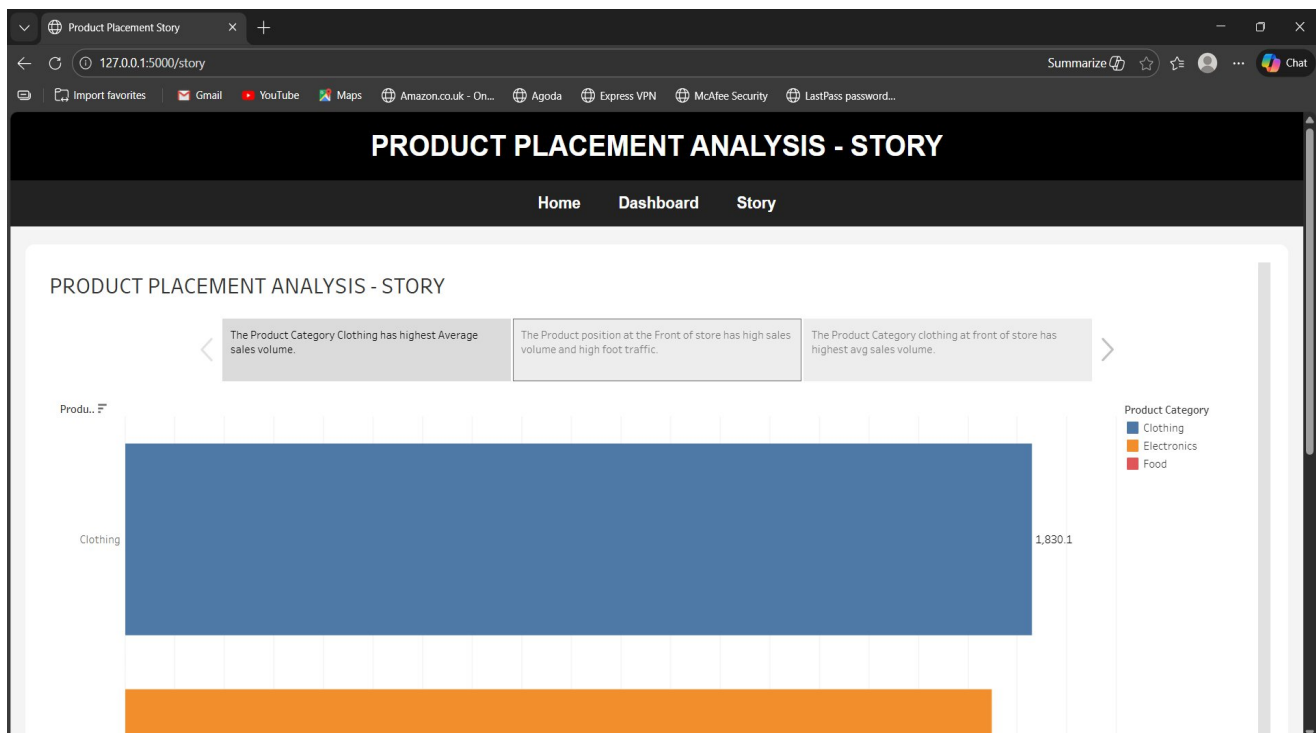 Product Placement Story
127.0.0.1:5000/story
Summarize
Chat
Import favorites
Gmail
YouTube
Maps
Amazon.co.uk - On...
Agoda
Express VPN
McAfee Security
LastPass password...
PRODUCT PLACEMENT ANALYSIS - STORY
Home Dashboard Story
PRODUCT PLACEMENT ANALYSIS - STORY
The Product Category Clothing has highest Average
sales volume.
The Product position at the Front of store has high sales
volume and high foot traffic.
The Product Category clothing at front of store has
highest avg sales volume.
Produ..
Clothing
1,830.1
Product Category
Clothing
Electronics
Food